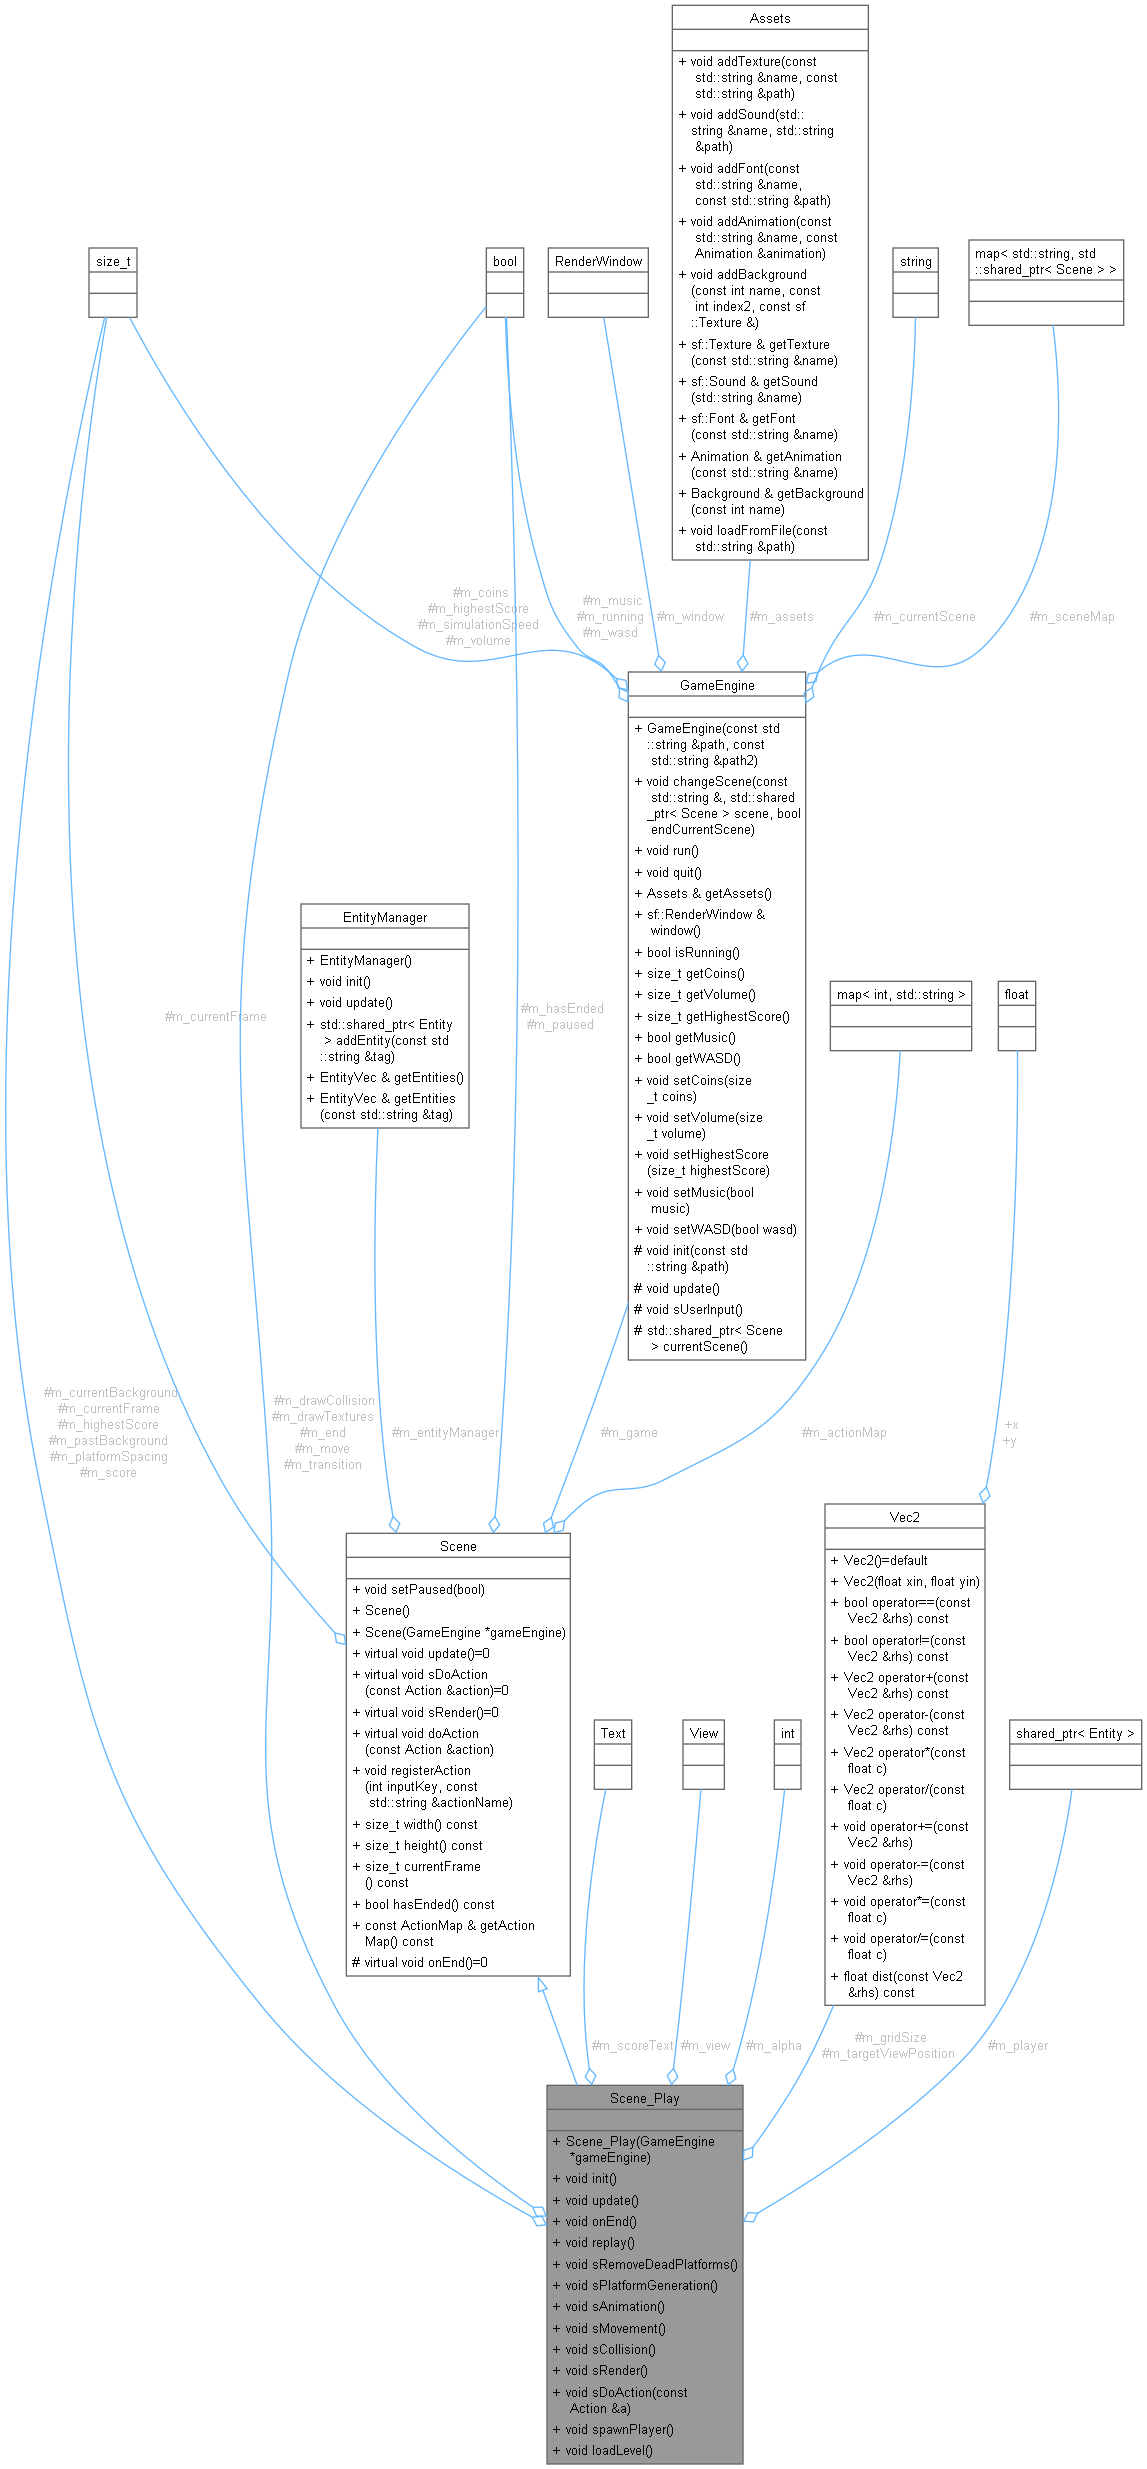 Assets
+ void addTexture(const
std::string &name, const
std::string &path)
+ void addSound(std::
string &name, std::string
&path)
+ void addFont(const
std::string &name,
const std::string &path)
+ void addAnimation(const
std::string &name, const
Animation &animation)
+ void addBackground
(const int name, const
int index2, const sf
::Texture &)
+ sf::Texture & getTexture
(const std::string &name)
+ sf::Sound & getSound
(std::string &name)
+ sf::Font & getFont
(const std::string &name)
+ Animation & getAnimation
(const std::string &name)
+ Background & getBackground
(const int name)
+ void loadFromFile(const
std::string &path)
size_t
bool
RenderWindow
string
map< std::string, std
::shared_ptr< Scene > >
#m_coins
#m_highestScore
#m_simulationSpeed
#m_volume
#m_music
#m_running
#m_wasd
#m_window
#m_assets
#m_currentScene
#m_sceneMap
GameEngine
+ GameEngine(const std
::string &path, const
std::string &path2)
+ void changeScene(const
std::string &, std::shared
_ptr< Scene > scene, bool
endCurrentScene)
+ void run()
+ void quit()
+ Assets & getAssets()
+ sf::RenderWindow &
window()
+ bool isRunning()
+ size_t getCoins()
+ size_t getVolume()
+ size_t getHighestScore()
+ bool getMusic()
+ bool getWASD()
+ void setCoins(size
_t coins)
+ void setVolume(size
_t volume)
+ void setHighestScore
(size_t highestScore)
+ void setMusic(bool
music)
+ void setWASD(bool wasd)
# void init(const std
::string &path)
# void update()
# void sUserInput()
# std::shared_ptr< Scene
> currentScene()
EntityManager
+ EntityManager()
+ void init()
+ void update()
+ std::shared_ptr< Entity
> addEntity(const std
::string &tag)
+ EntityVec & getEntities()
+ EntityVec & getEntities
(const std::string &tag)
#m_currentFrame
#m_hasEnded
#m_paused
map< int, std::string >
float
#m_currentBackground
#m_currentFrame
#m_highestScore
#m_pastBackground
#m_platformSpacing
#m_score
#m_drawCollision
#m_drawTextures
#m_end
#m_move
#m_transition
#m_entityManager
#m_game
#m_actionMap
+x
+y
Scene
+ void setPaused(bool)
+ Scene()
+ Scene(GameEngine *gameEngine)
+ virtual void update()=0
+ virtual void sDoAction
(const Action &action)=0
+ virtual void sRender()=0
+ virtual void doAction
(const Action &action)
+ void registerAction
(int inputKey, const
std::string &actionName)
+ size_t width() const
+ size_t height() const
+ size_t currentFrame
() const
+ bool hasEnded() const
+ const ActionMap & getAction
Map() const
# virtual void onEnd()=0
Text
View
int
Vec2
+ Vec2()=default
+ Vec2(float xin, float yin)
+ bool operator==(const
Vec2 &rhs) const
+ bool operator!=(const
Vec2 &rhs) const
+ Vec2 operator+(const
Vec2 &rhs) const
+ Vec2 operator-(const
Vec2 &rhs) const
+ Vec2 operator*(const
float c)
+ Vec2 operator/(const
float c)
+ void operator+=(const
Vec2 &rhs)
+ void operator-=(const
Vec2 &rhs)
+ void operator*=(const
float c)
+ void operator/=(const
float c)
+ float dist(const Vec2
&rhs) const
shared_ptr< Entity >
#m_scoreText
#m_view
#m_alpha
#m_gridSize
#m_targetViewPosition
#m_player
Scene_Play
+ Scene_Play(GameEngine
*gameEngine)
+ void init()
+ void update()
+ void onEnd()
+ void replay()
+ void sRemoveDeadPlatforms()
+ void sPlatformGeneration()
+ void sAnimation()
+ void sMovement()
+ void sCollision()
+ void sRender()
+ void sDoAction(const
Action &a)
+ void spawnPlayer()
+ void loadLevel()